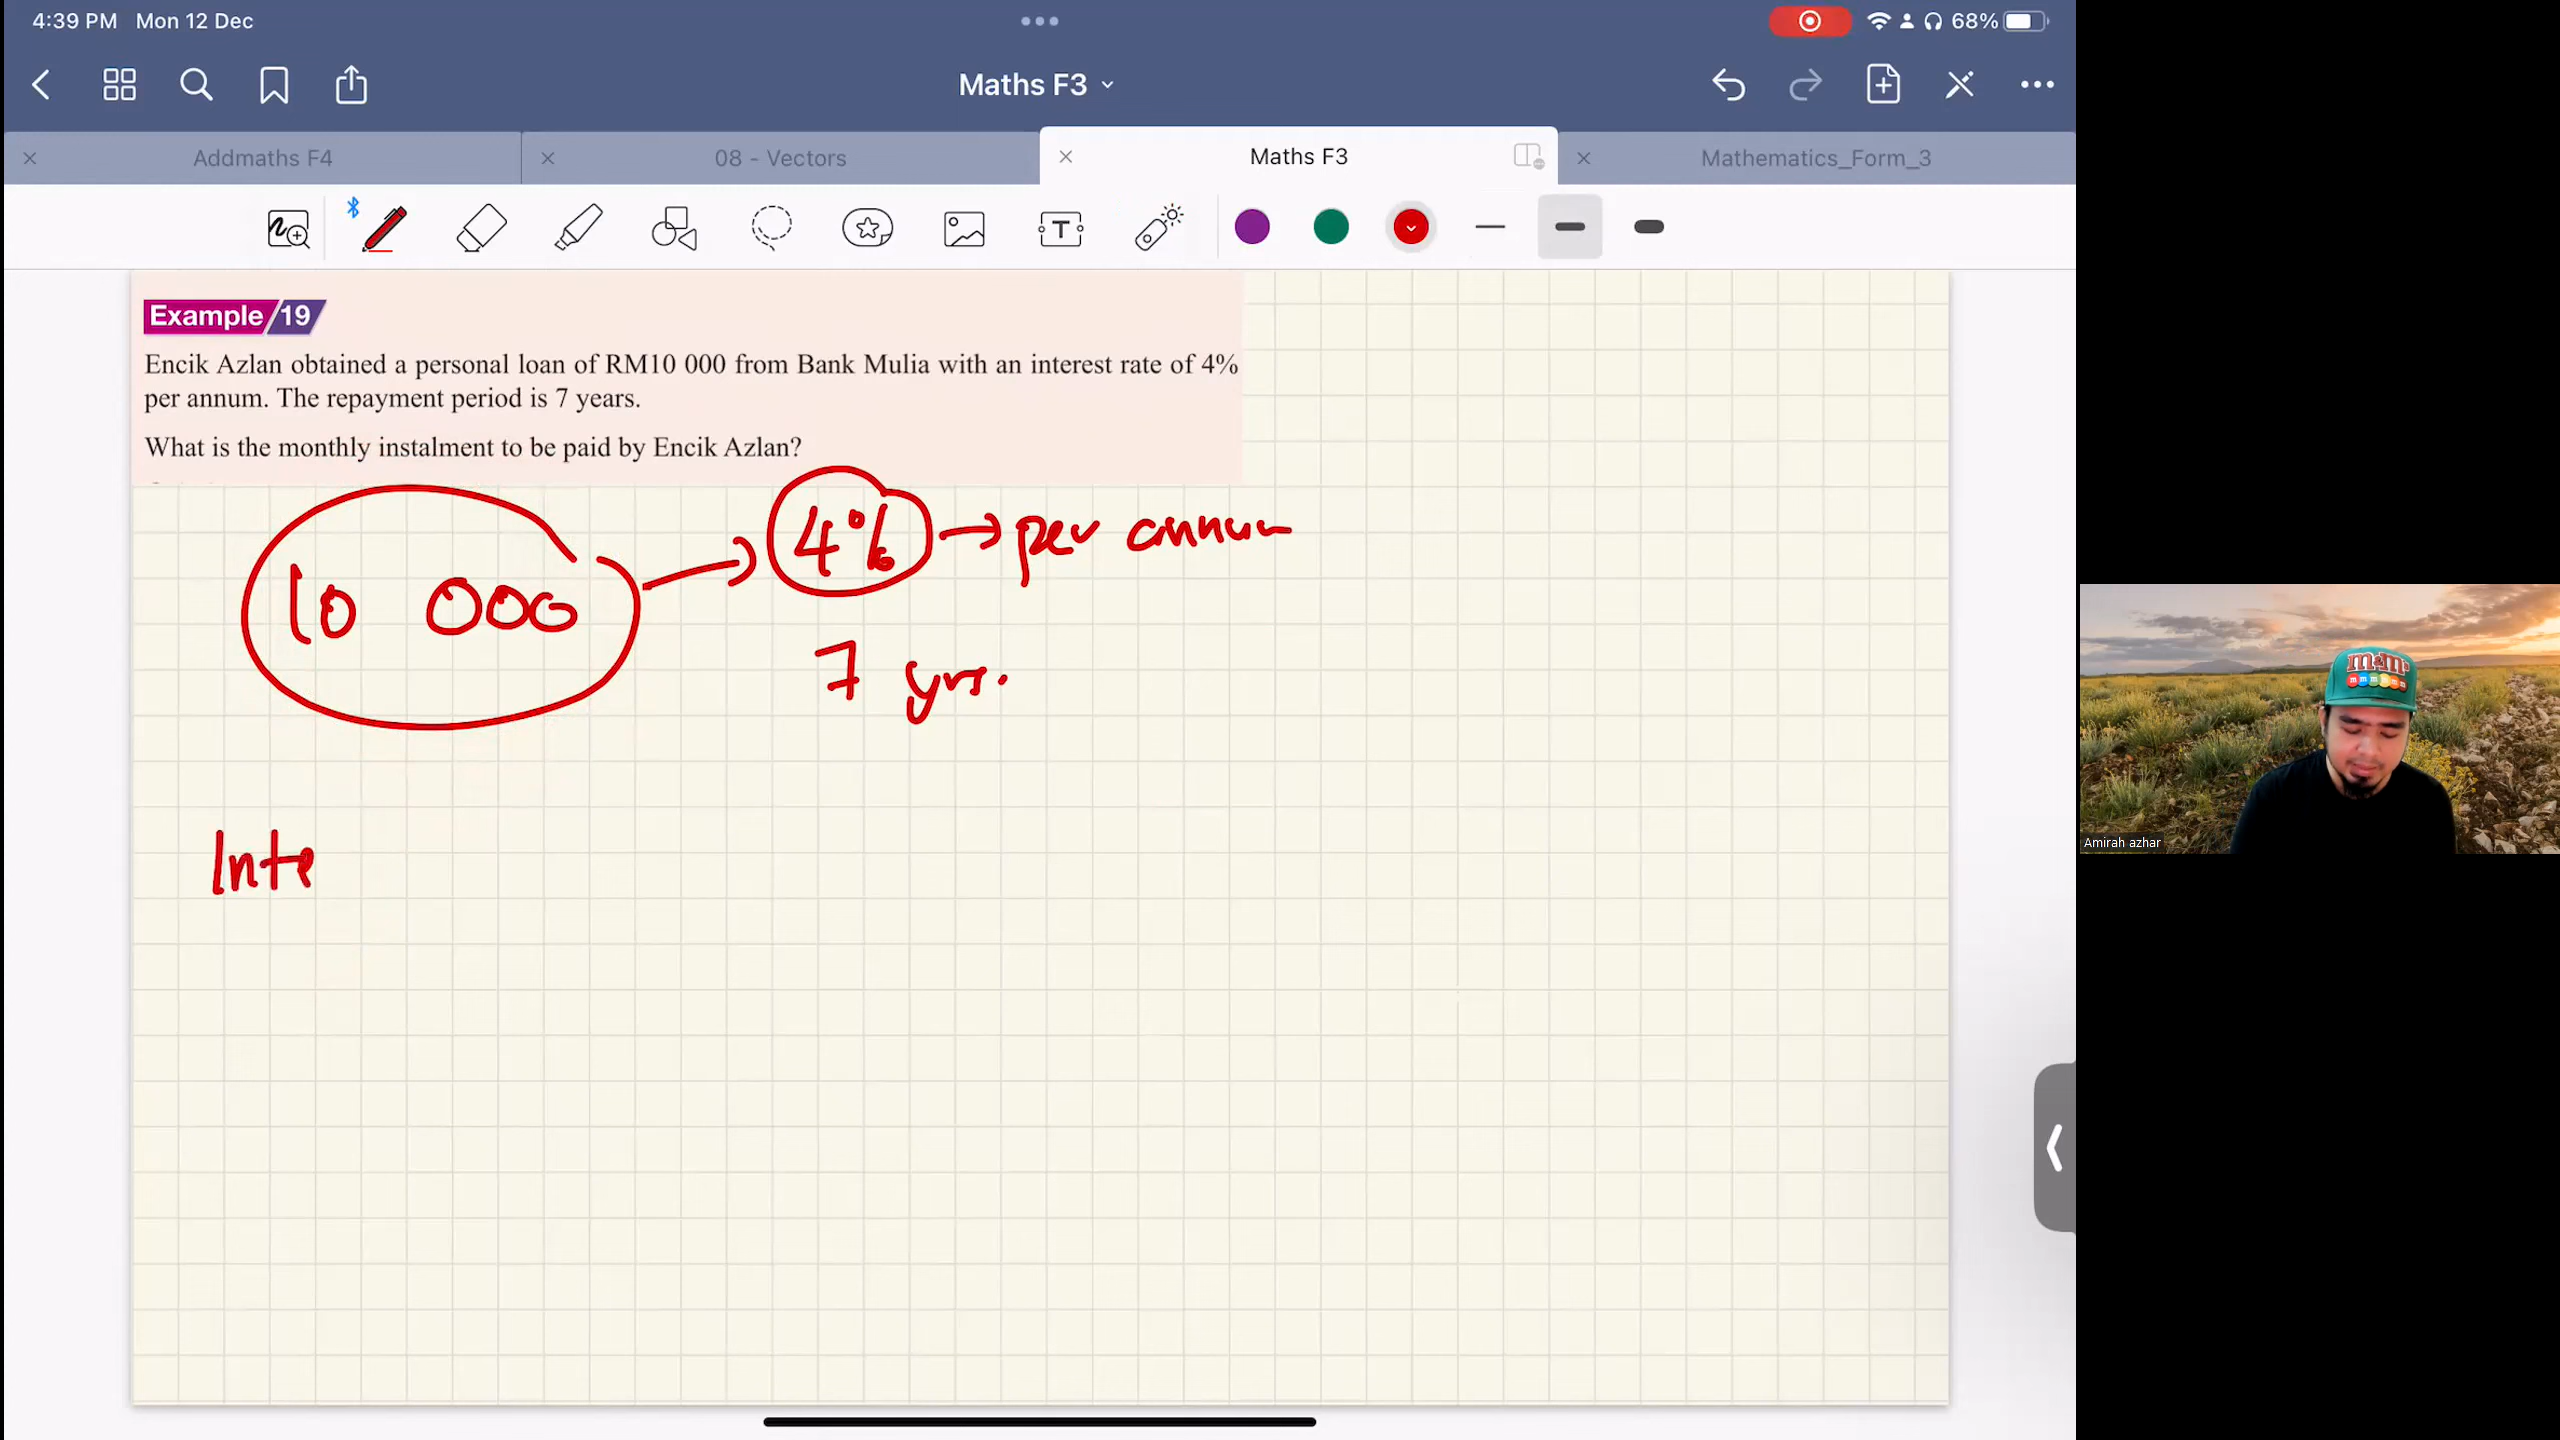 4:39 PM Mon 12 Dec
68%
Maths F3
Addmaths F4
08 - Vectors
Maths F3
Mathematics_Form_3
T
Example 19
Encik Azlan obtained a personal loan of RM10 000 from Bank Mulia with an interest rate of 4%
per annum. The repayment period is 7 years.
What is the monthly instalment to be paid by Encik Azlan?
10 000
4% → per annum
7 yrs.
Inte
m&m's
m m m m m
Amirah azhar